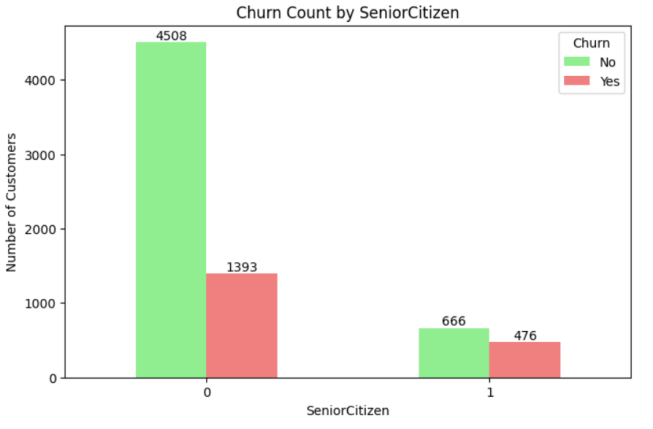 Churn Count by SeniorCitizen
Churn
No
Yes
4508
1393
666
476
Number of Customers
4000
3000
2000
1000
0
0
1
SeniorCitizen